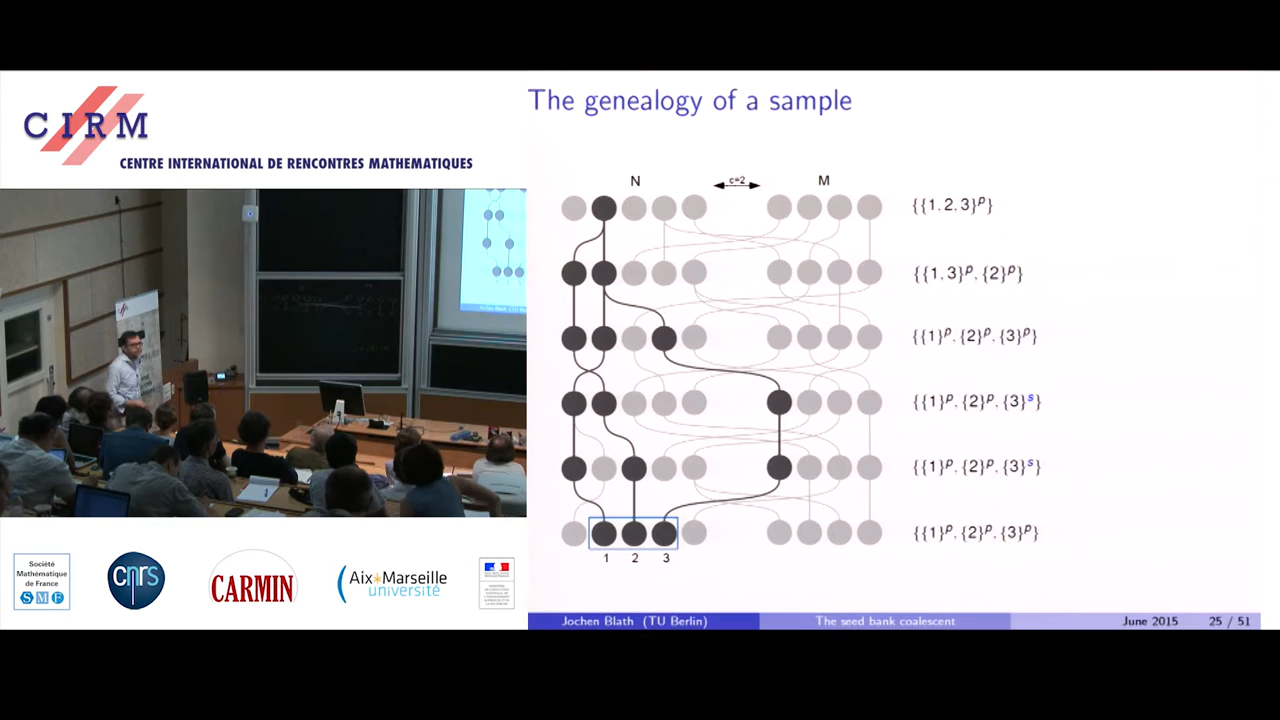 CIRM
CENTRE INTERNATIONAL DE RENCONTRES MATHEMATIQUES
The genealogy of a sample
N c=2 M
{{1,2,3}ᵖ}
{{1,3}ᵖ,{2}ᵖ}
{{1}ᵖ,{2}ᵖ,{3}ᵖ}
{{1}ᵖ,{2}ᵖ,{3}ˢ}
{{1}ᵖ,{2}ᵖ,{3}ˢ}
{{1}ᵖ,{2}ᵖ,{3}ᵖ}
1 2 3
Société
Mathématique
de France
S M F
cnrs
CARMIN
Aix*Marseille
université
Jochen Blath (TU Berlin) The seed bank coalescent June 2015 25 / 51